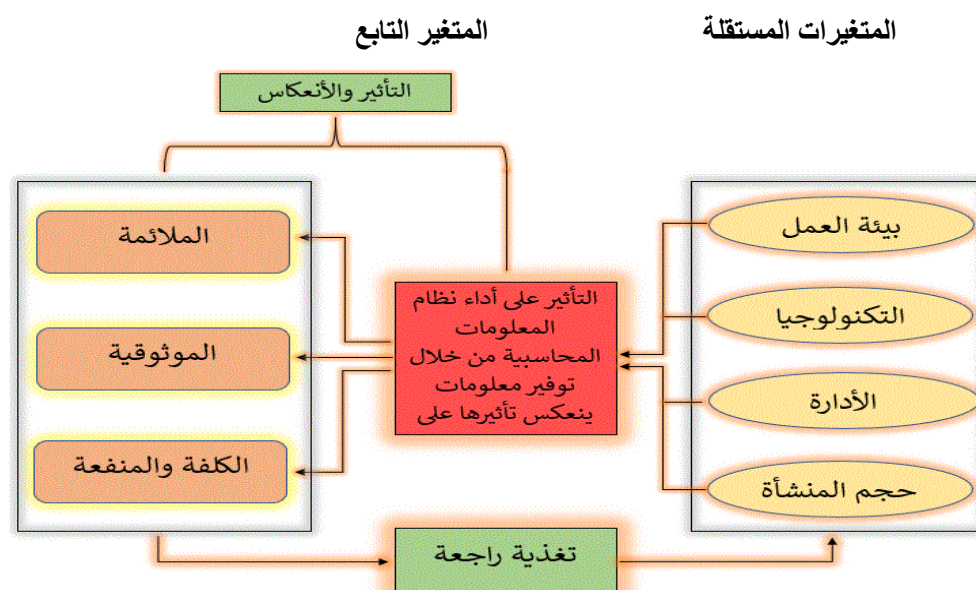 المتغيرات المستقلة
المتغير التابع
التأثير والأنعكاس
بيئة العمل
التكنولوجيا
الأدارة
حجم المنشأة
التأثير على أداء نظام
المعلومات
المحاسبية من خلال
توفير معلومات
ينعكس تأثيرها على
الملائمة
الموثوقية
الكلفة والمنفعة
تغذية راجعة